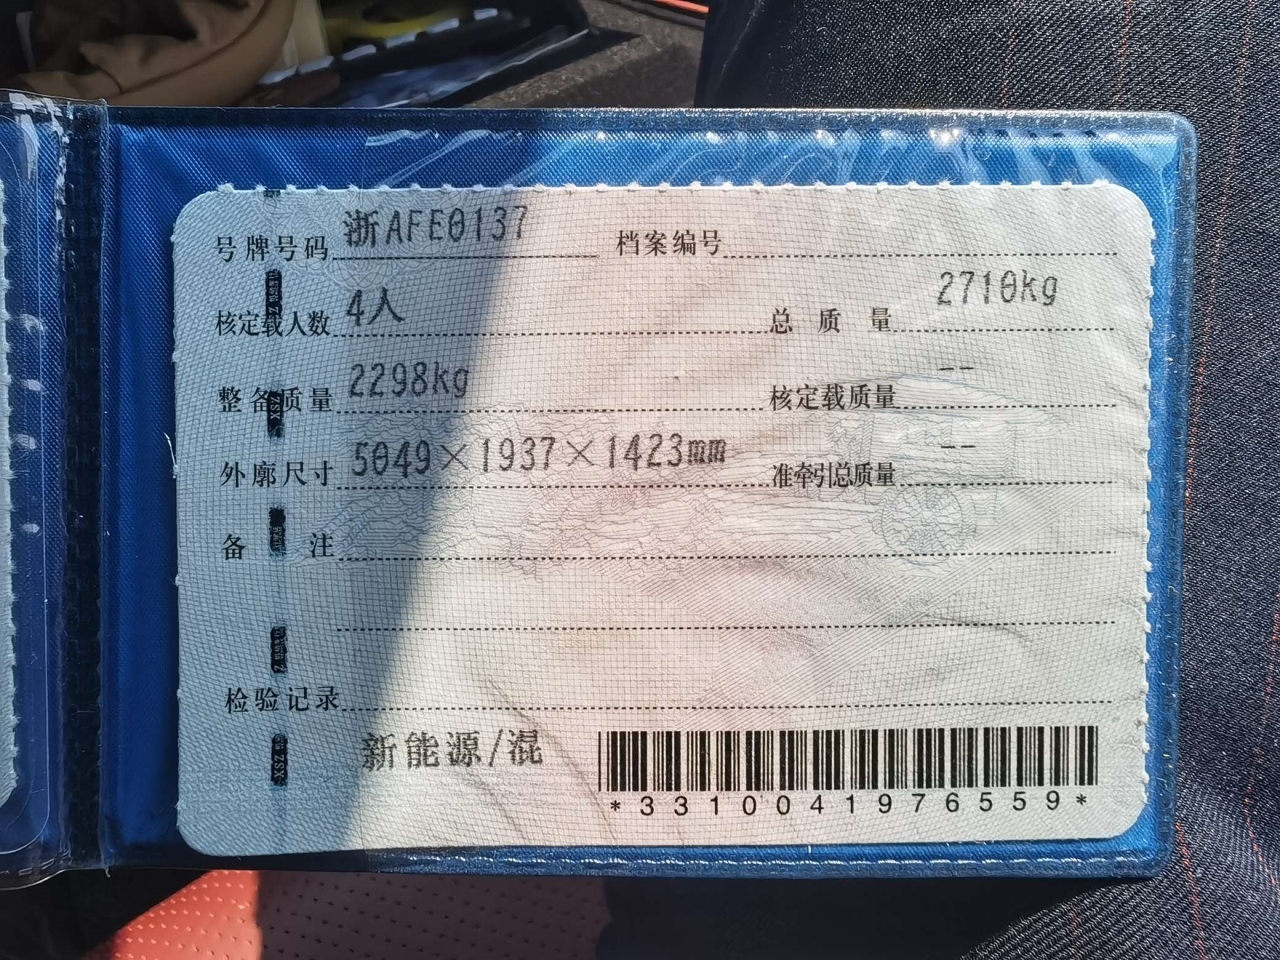 号牌号码 浙AFE0137 档案编号
核定载人数 4人 总质量 2710kg
整备质量 2298kg 核定载质量 --
外廓尺寸 5049×1937×1423mm 准牵引总质量 --
备注
检验记录
新能源/混
*3310041976559*